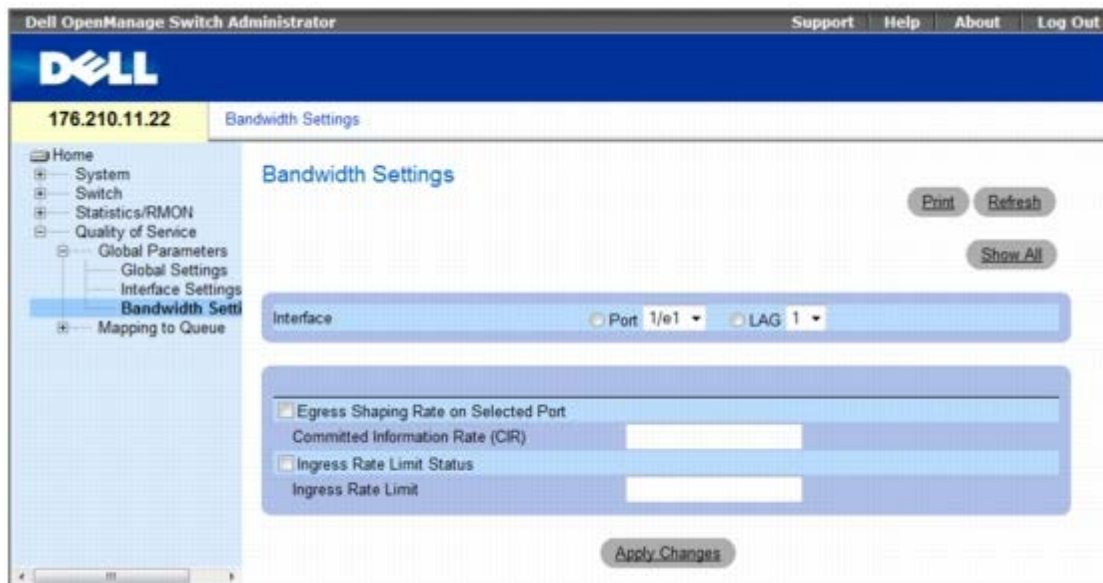 Dell OpenManage Switch Administrator
Support Help About Log Out
DELL
176.210.11.22
Bandwidth Settings
Home
System
Switch
Statistics/RMON
Quality of Service
Global Parameters
Global Settings
Interface Settings
Bandwidth Setti
Mapping to Queue
Bandwidth Settings
Print Refresh
Show All
Interface Port 1/e1 LAG 1
Egress Shaping Rate on Selected Port
Committed Information Rate (CIR)
Ingress Rate Limit Status
Ingress Rate Limit
Apply Changes